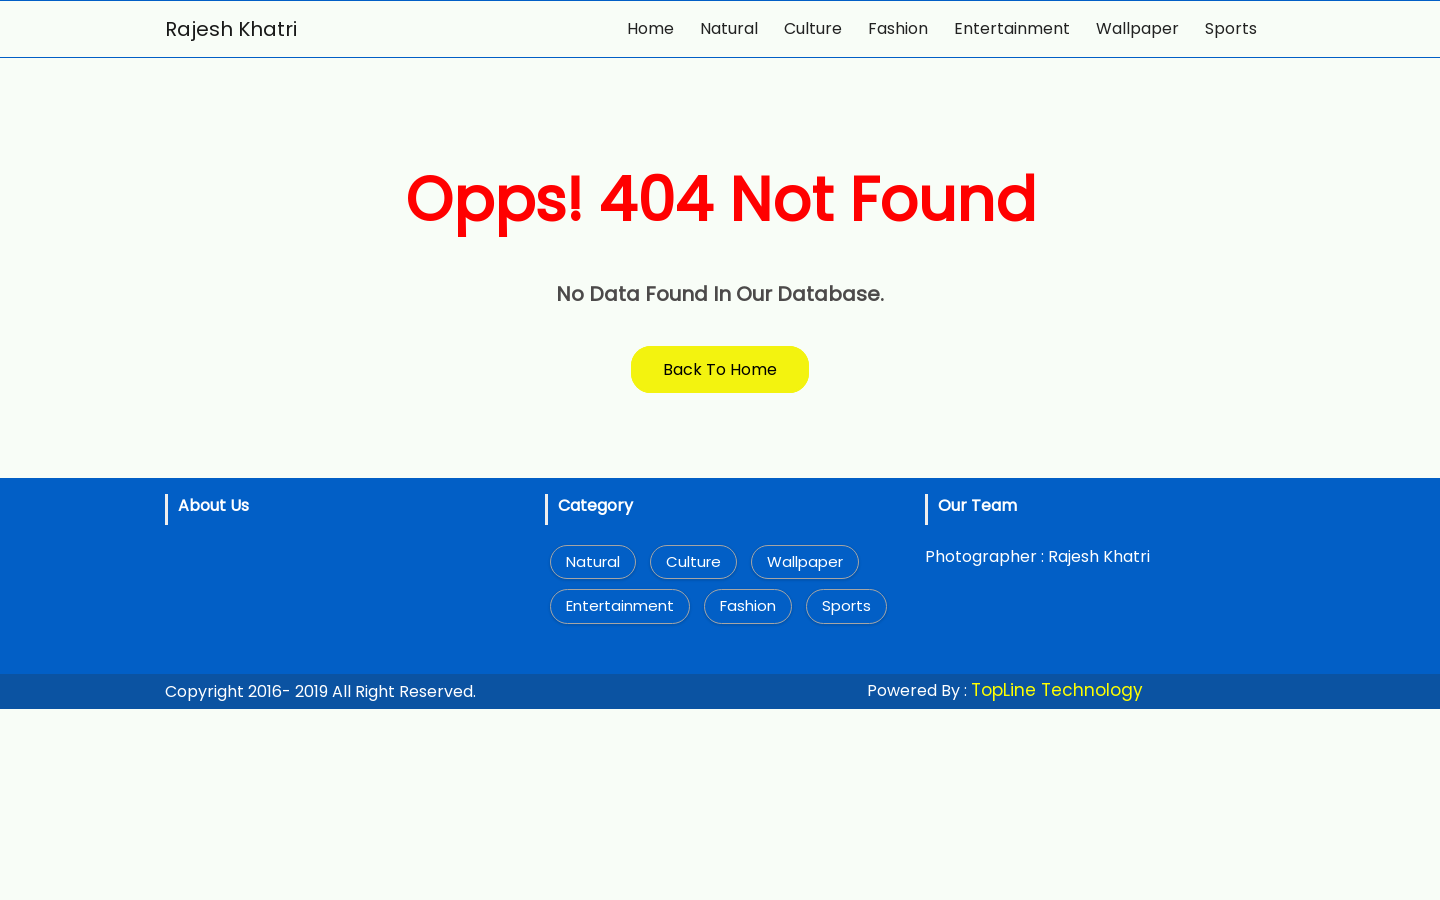 Rajesh Khatri
Home Natural Culture Fashion Entertainment Wallpaper Sports
Opps! 404 Not Found
No Data Found In Our Database.
Back To Home
About Us
Category
Natural Culture Wallpaper
Entertainment Fashion Sports
Our Team
Photographer : Rajesh Khatri
Copyright 2016- 2019 All Right Reserved.
Powered By : TopLine Technology